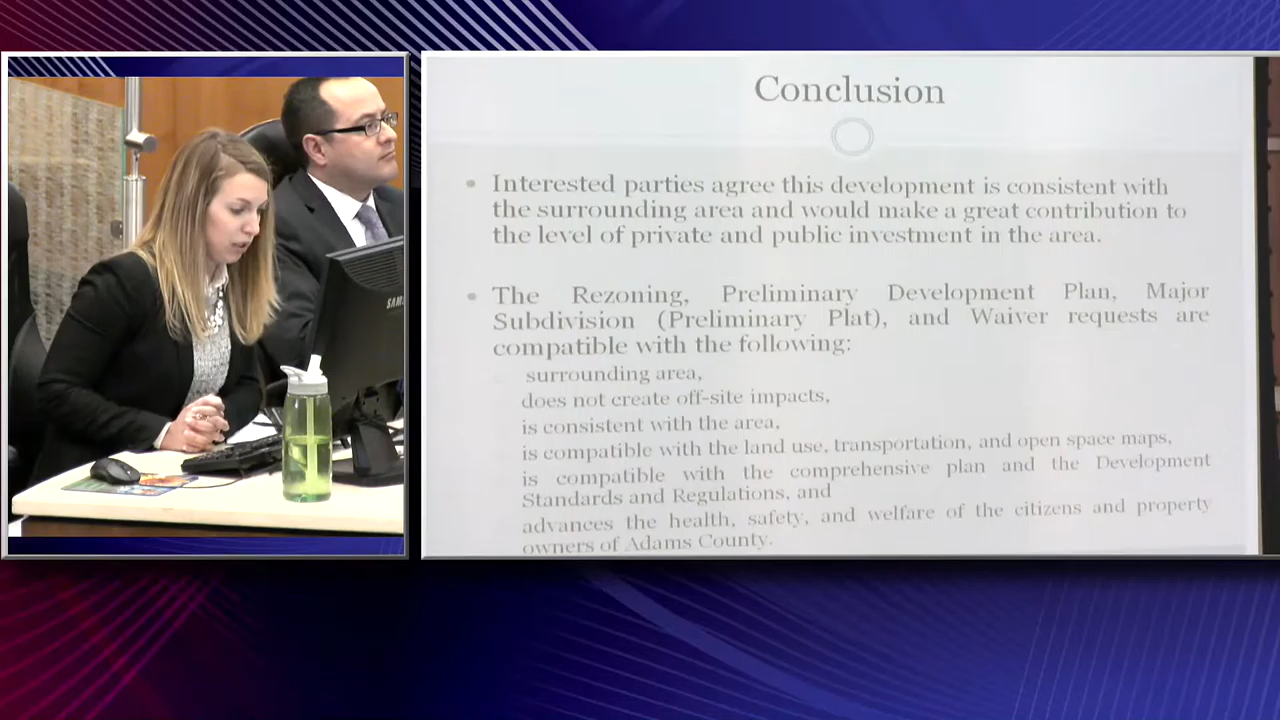 Conclusion
Interested parties agree this development is consistent with
the surrounding area and would make a great contribution to
the level of private and public investment in the area.
The Rezoning, Preliminary Development Plan, Major
Subdivision (Preliminary Plat), and Waiver requests are
compatible with the following:
surrounding area,
does not create off-site impacts,
is consistent with the area,
is compatible with the land use, transportation, and open space maps,
is compatible with the comprehensive plan and the Development
Standards and Regulations, and
advances the health, safety, and welfare of the citizens and property
owners of Adams County.